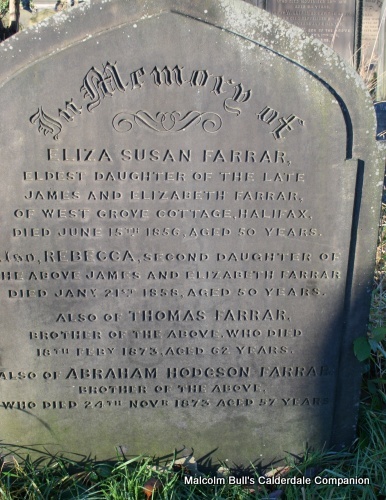 In Memory of
ELIZA SUSAN FARRAR,
ELDEST DAUGHTER OF THE LATE
JAMES AND ELIZABETH FARRAR,
OF WEST GROVE COTTAGE, HALIFAX,
DIED JUNE 15TH 1856, AGED 50 YEARS.
ALSO, REBECCA, SECOND DAUGHTER OF
THE ABOVE JAMES AND ELIZABETH FARRAR
DIED JANY 21ST 1858, AGED 50 YEARS.
ALSO OF THOMAS FARRAR,
BROTHER OF THE ABOVE, WHO DIED
18TH FEBY 1873, AGED 62 YEARS.
ALSO OF ABRAHAM HODGSON FARRAR
BROTHER OF THE ABOVE,
WHO DIED 24TH NOVR 1873 AGED 57 YEARS
Malcolm Bull's Calderdale Companion